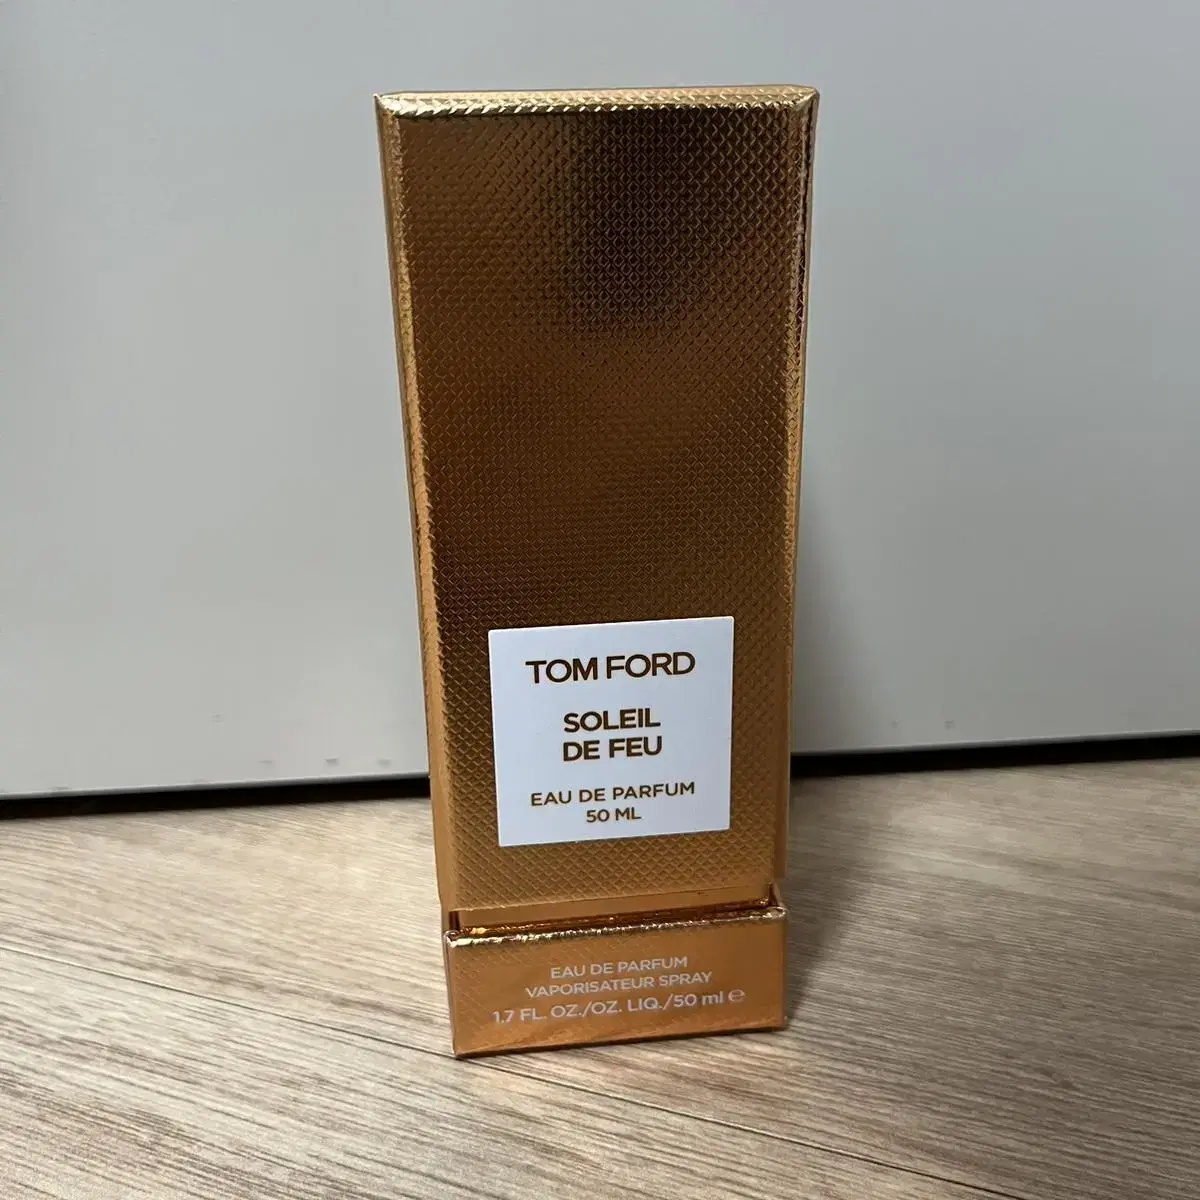 TOM FORD
SOLEIL
DE FEU
EAU DE PARFUM
50 ML
EAU DE PARFUM
VAPORISATEUR SPRAY
1.7 FL. OZ./OZ. LIQ./50 ml ℮